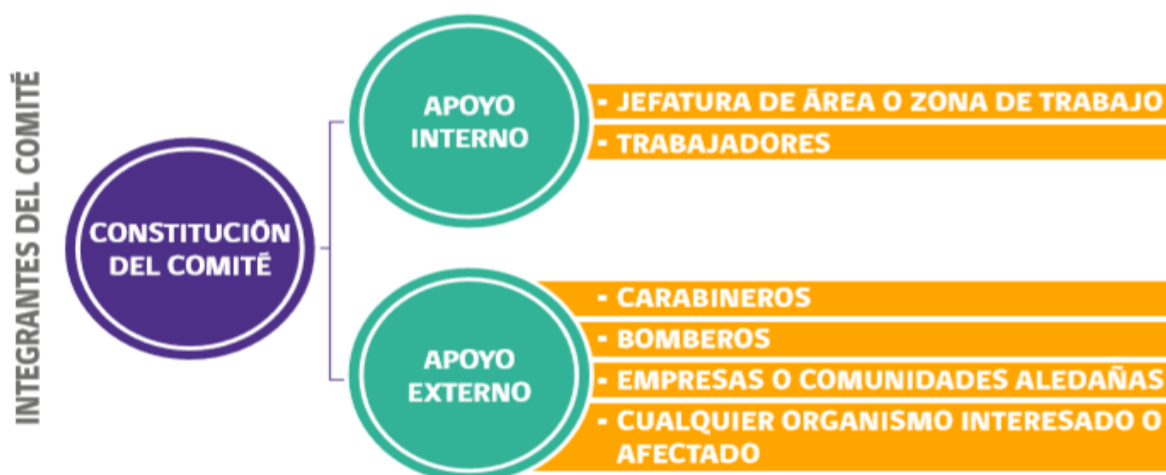 INTEGRANTES DEL COMITÉ
CONSTITUCIÓN
DEL COMITÉ
APOYO
INTERNO
- JEFATURA DE ÁREA O ZONA DE TRABAJO
- TRABAJADORES
APOYO
EXTERNO
- CARABINEROS
- BOMBEROS
- EMPRESAS O COMUNIDADES ALEDAÑAS
- CUALQUIER ORGANISMO INTERESADO O
AFECTADO